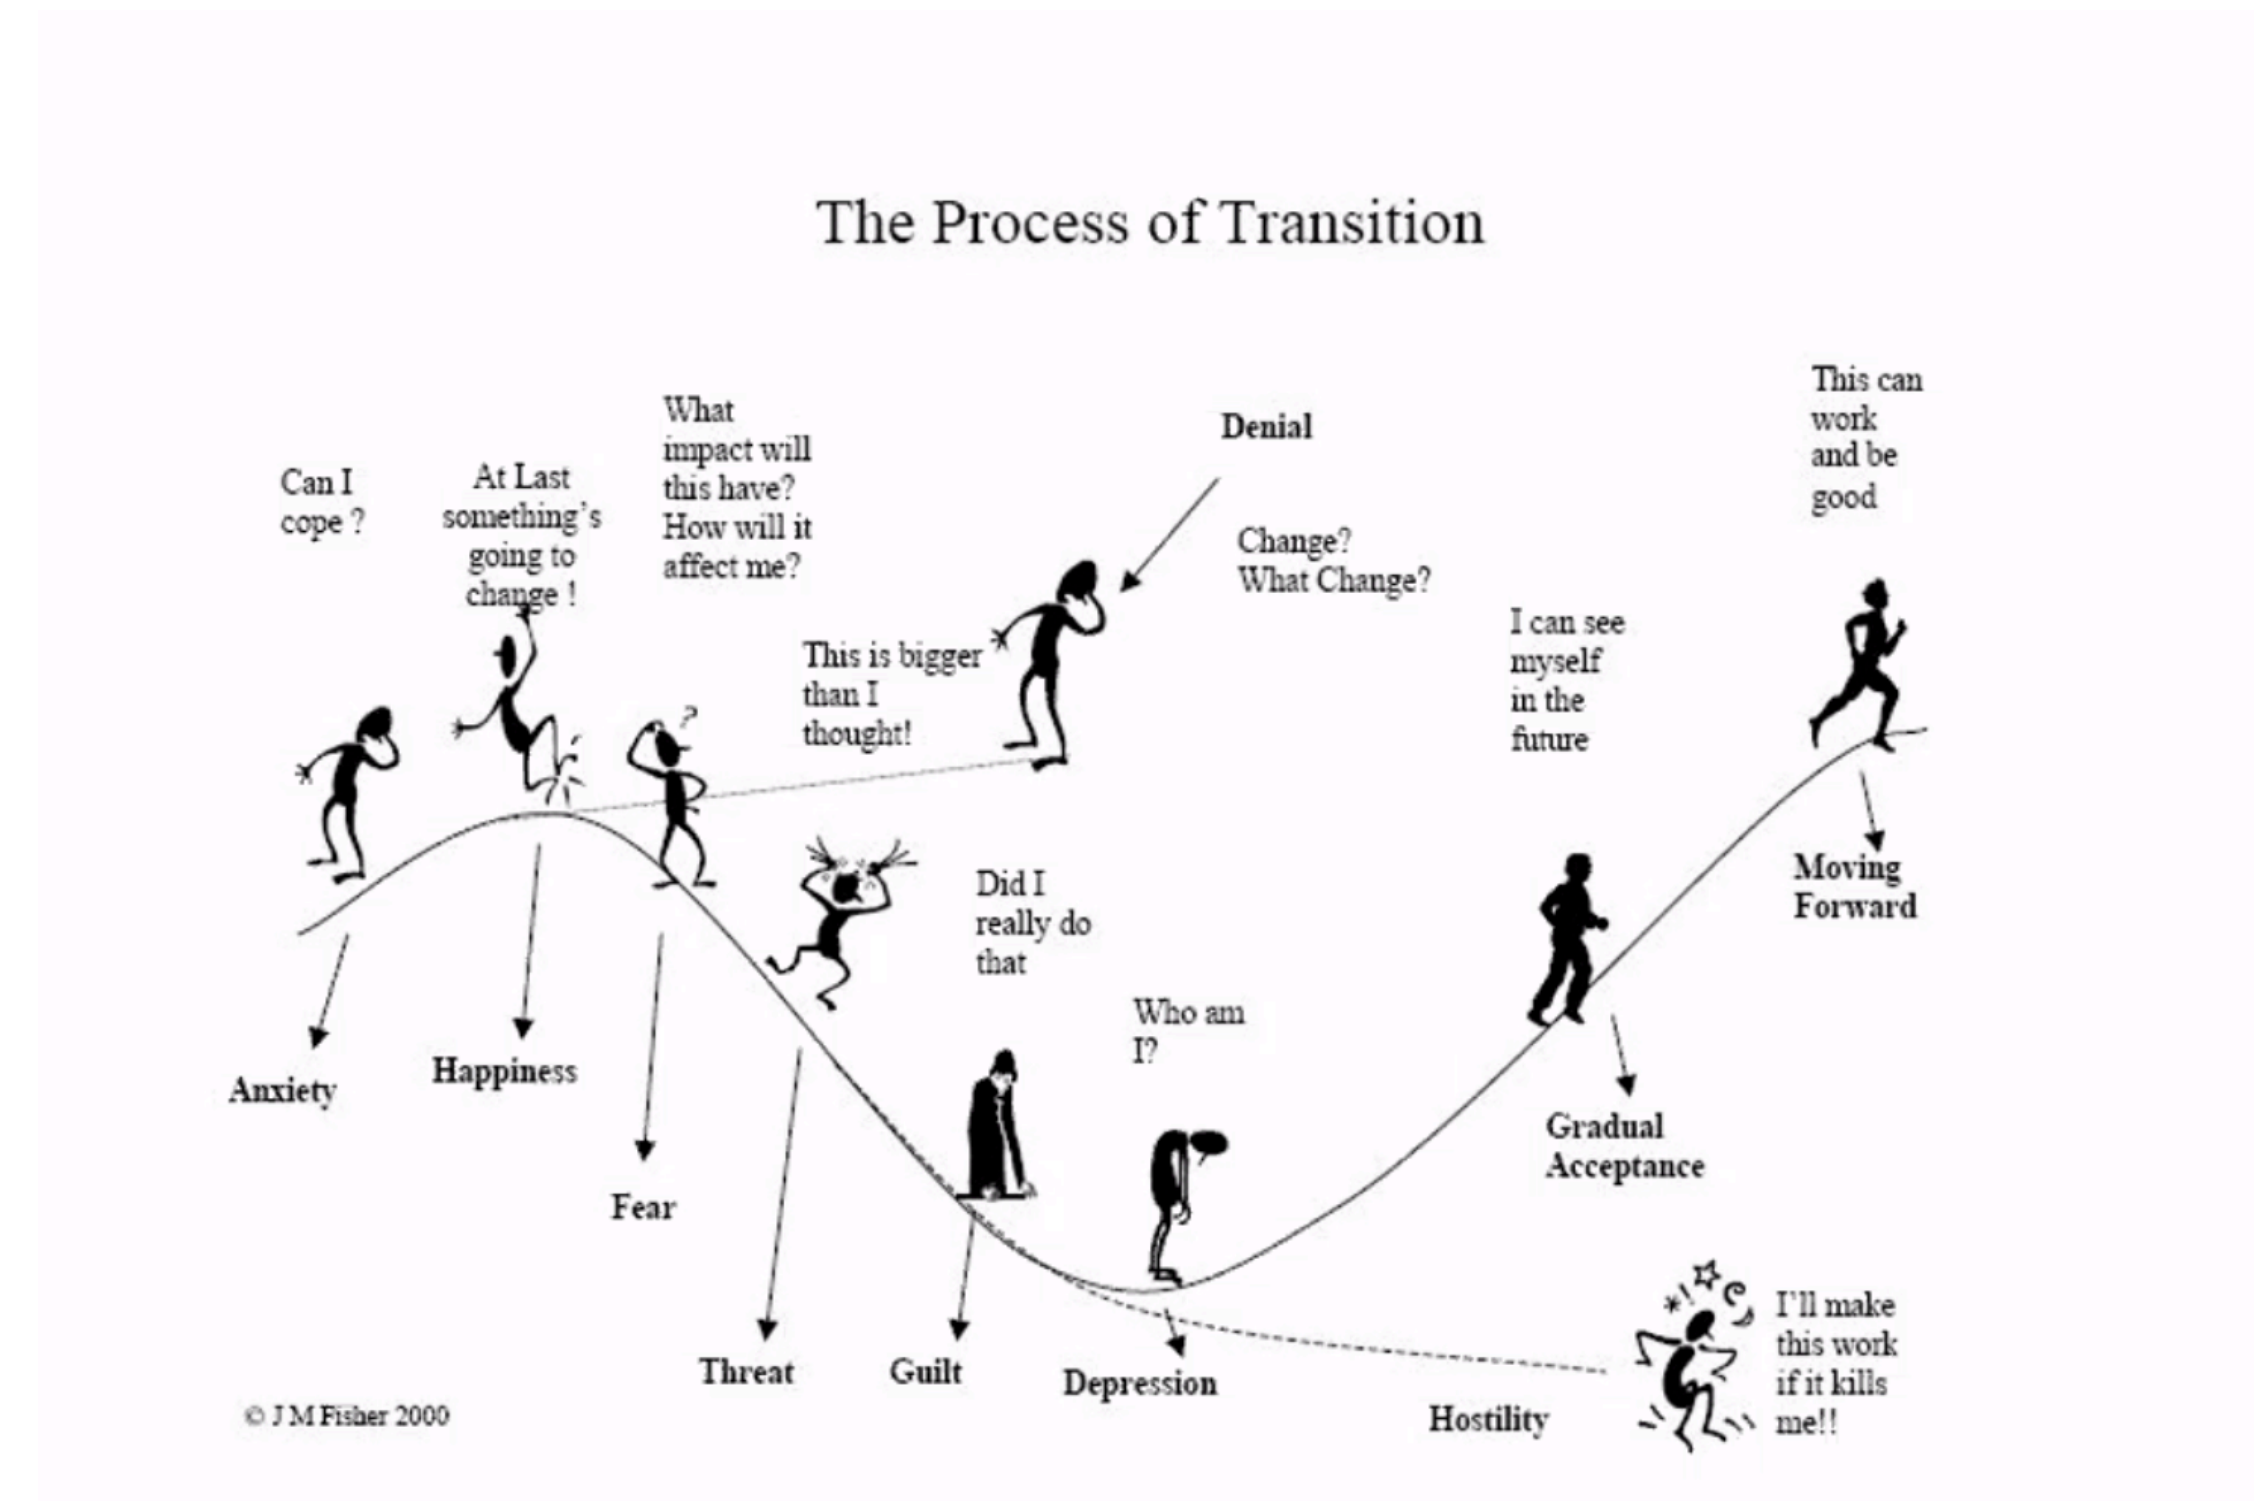 The Process of Transition
Can I
cope ?
At Last
something's
going to
change !
What
impact will
this have?
How will it
affect me?
This is bigger
than I
thought!
Denial
Change?
What Change?
I can see
myself
in the
future
This can
work
and be
good
Did I
really do
that
Who am
I?
Moving
Forward
Gradual
Acceptance
Anxiety
Happiness
Fear
Threat
Guilt
Depression
Hostility
I'll make
this work
if it kills
me!!
© J M Fisher 2000